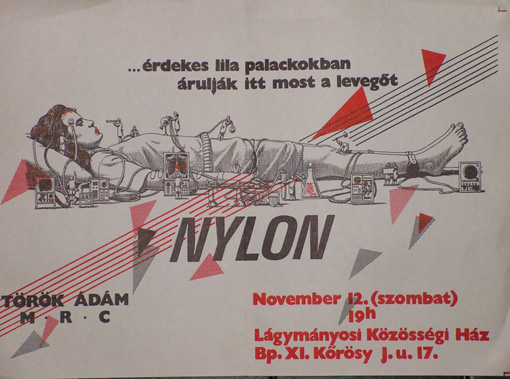 ...érdekes lila palackokban
árulják itt most a levegőt
NYLON
TÖRÖK ÁDÁM
M · R · C
November 12. (szombat)
19h
Lágymányosi Közösségi Ház
Bp. XI. Kőrösy J. u. 17.